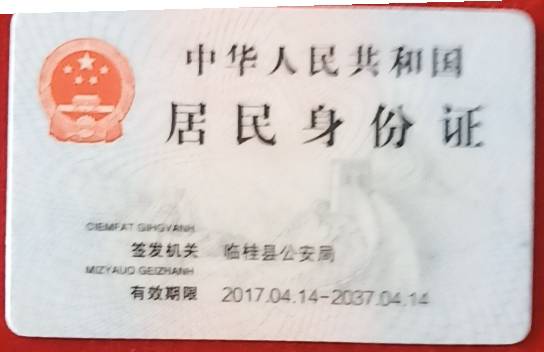 中华人民共和国
居民身份证
CIEMFAT GIHGVANH
签发机关 临桂县公安局
MIZYAUQ GEIZHANH
有效期限 2017.04.14-2037.04.14